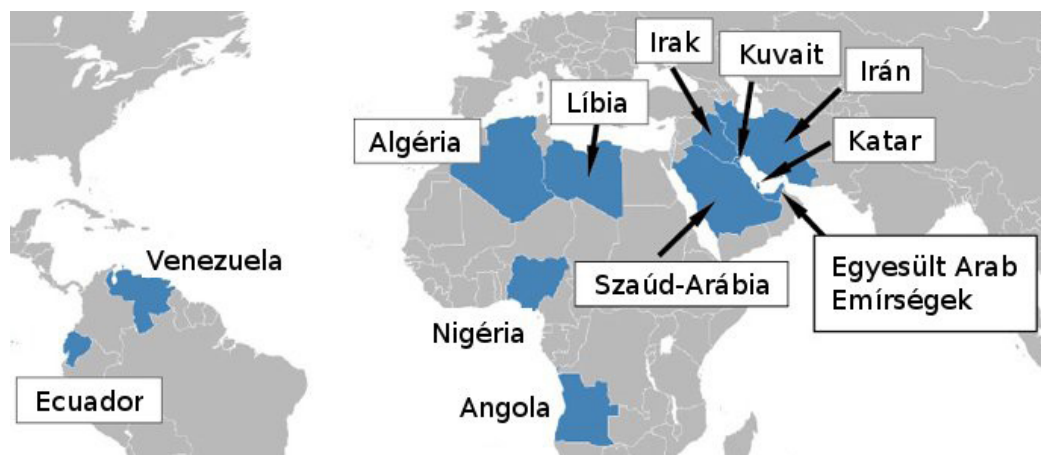 Irak
Kuvait
Irán
Líbia
Algéria
Katar
Venezuela
Szaúd-Arábia
Egyesült Arab
Emírségek
Nigéria
Ecuador
Angola